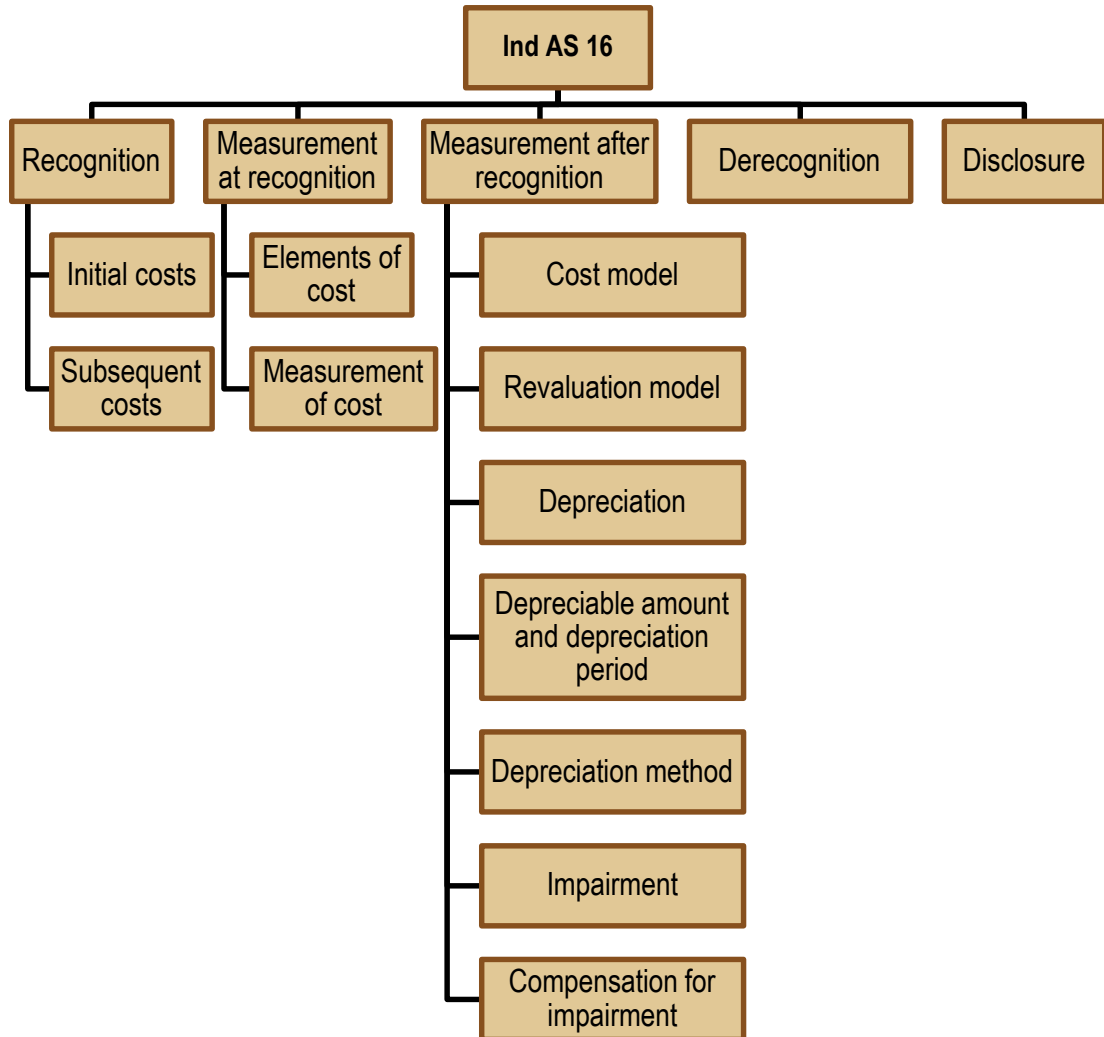 Ind AS 16
Recognition
Measurement
at recognition
Measurement after
recognition
Derecognition
Disclosure
Initial costs
Subsequent
costs
Elements of
cost
Measurement
of cost
Cost model
Revaluation model
Depreciation
Depreciable amount
and depreciation
period
Depreciation method
Impairment
Compensation for
impairment